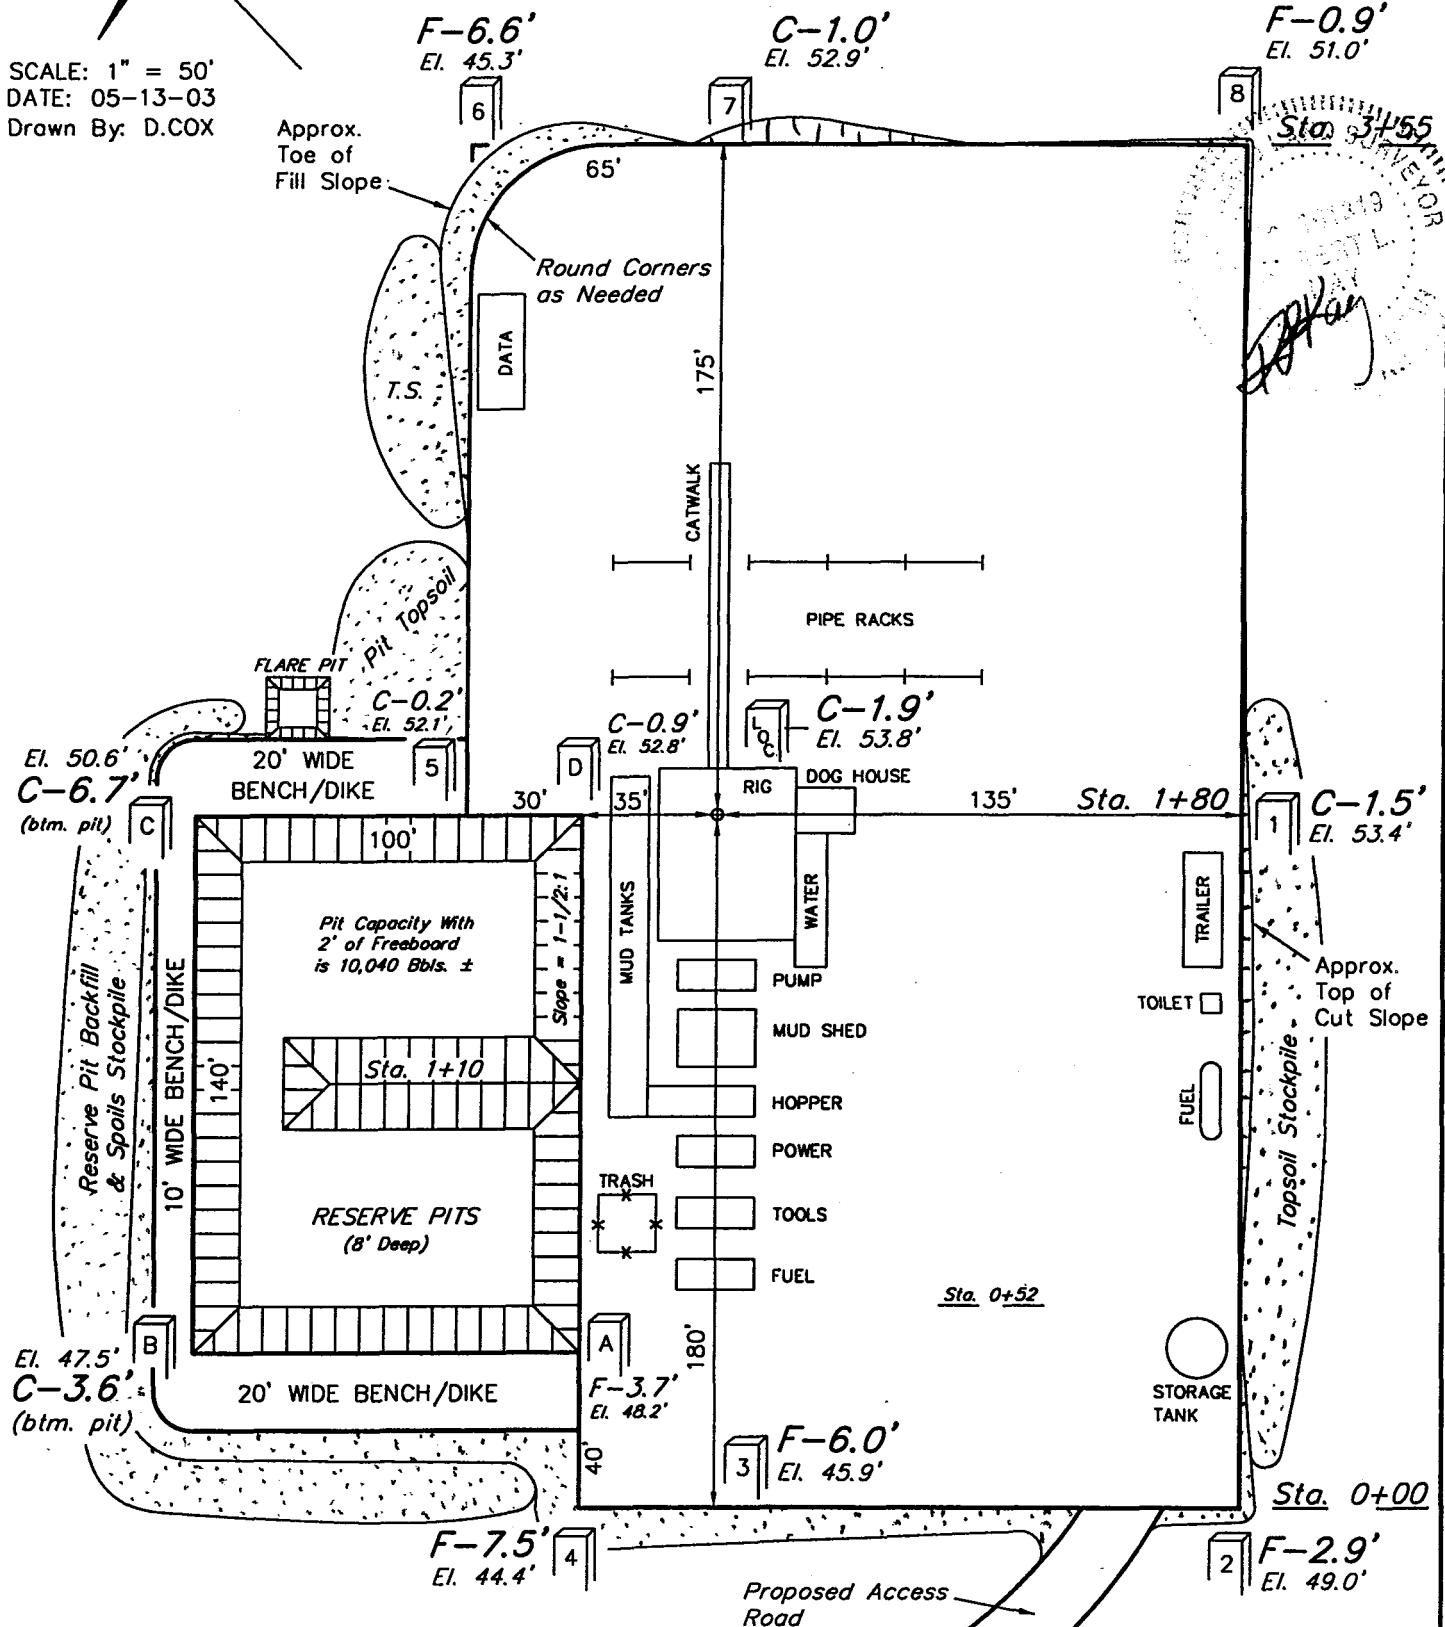 F-6.6'
El. 45.3'
C-1.0'
El. 52.9'
F-0.9'
El. 51.0'
SCALE: 1" = 50'
DATE: 05-13-03
Drawn By: D.COX
6
7
8
Sta. 3+55
Approx.
Toe of
Fill Slope
65'
SURVEYOR
Round Corners
as Needed
DATA
T.S.
175'
CATWALK
Pit Topsoil
PIPE RACKS
FLARE PIT
C-0.2'
El. 52.1'
C-0.9'
El. 52.8'
LOC
C-1.9'
El. 53.8'
El. 50.6'
C-6.7'
(btm. pit)
20' WIDE
BENCH/DIKE
5
D
C
RIG
DOG HOUSE
30'
35'
135'
Sta. 1+80
1
C-1.5'
El. 53.4'
100'
Pit Capacity With
2' of Freeboard
is 10,040 Bbls. ±
Slope = 1-1/2:1
MUD TANKS
WATER
TRAILER
PUMP
Approx.
Top of
Cut Slope
TOILET
MUD SHED
Reserve Pit Backfill
& Spoils Stockpile
10' WIDE BENCH/DIKE
140'
Sta. 1+10
HOPPER
FUEL
Topsoil Stockpile
POWER
TRASH
RESERVE PITS
(8' Deep)
TOOLS
FUEL
Sta. 0+52
B
A
El. 47.5'
C-3.6'
(btm. pit)
20' WIDE BENCH/DIKE
F-3.7'
El. 48.2'
180'
STORAGE
TANK
40'
3
F-6.0'
El. 45.9'
Sta. 0+00
F-7.5'
El. 44.4'
4
2
F-2.9'
El. 49.0'
Proposed Access
Road